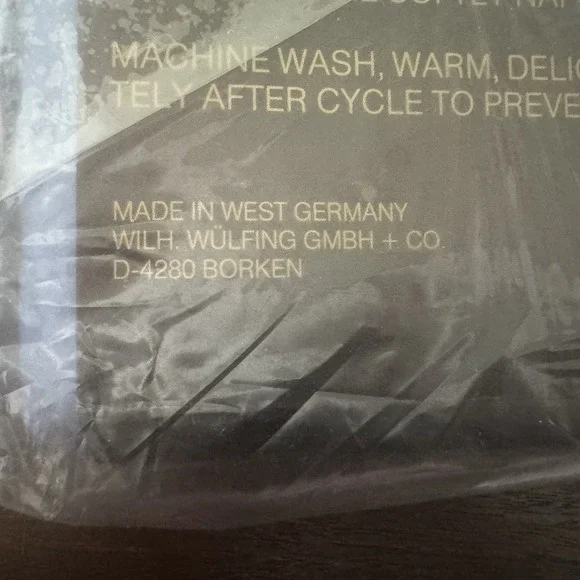 MACHINE WASH, WARM, DELIC
TELY AFTER CYCLE TO PREVE
MADE IN WEST GERMANY
WILH. WÜLFING GMBH + CO.
D-4280 BORKEN